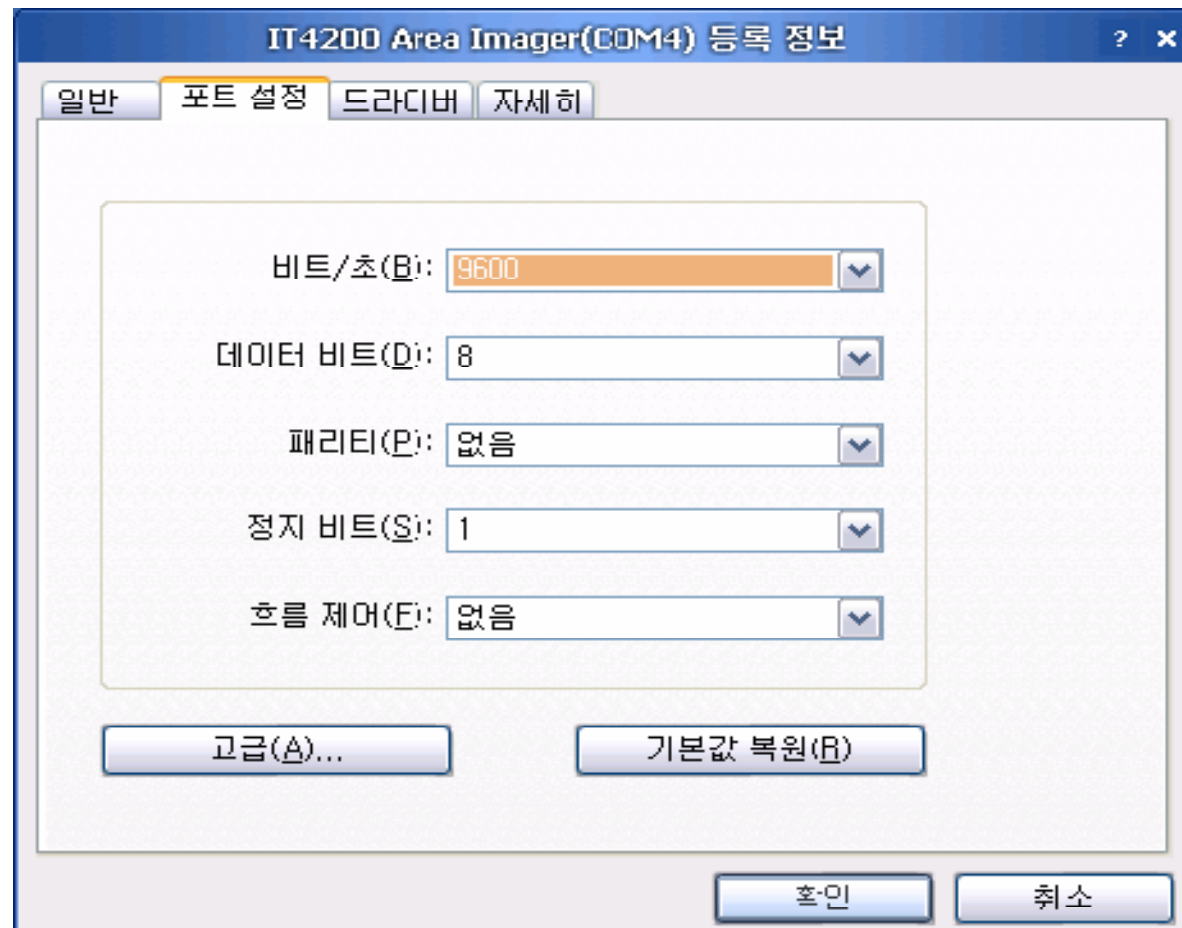 IT4200 Area Imager(COM4) 등록 정보
일반 포트 설정 드라이버 자세히
비트/초(B): 9600
데이터 비트(D): 8
패리티(P): 없음
정지 비트(S): 1
흐름 제어(F): 없음
고급(A)... 기본값 복원(R)
확인 취소